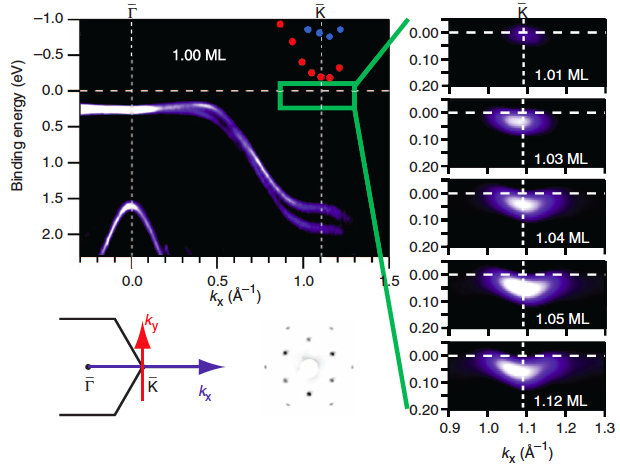 Γ̅
K̅
−1.0
−0.5
0.0
0.5
1.0
1.5
2.0
Binding energy (eV)
1.00 ML
0.0
0.5
1.0
1.5
kₓ (Å⁻¹)
K̅
0.00
0.10
0.20
1.01 ML
0.00
0.10
0.20
1.03 ML
0.00
0.10
0.20
1.04 ML
0.00
0.10
0.20
1.05 ML
0.00
0.10
0.20
1.12 ML
0.9
1.0
1.1
1.2
1.3
kₓ (Å⁻¹)
k_y
Γ̅
K̅
kₓ